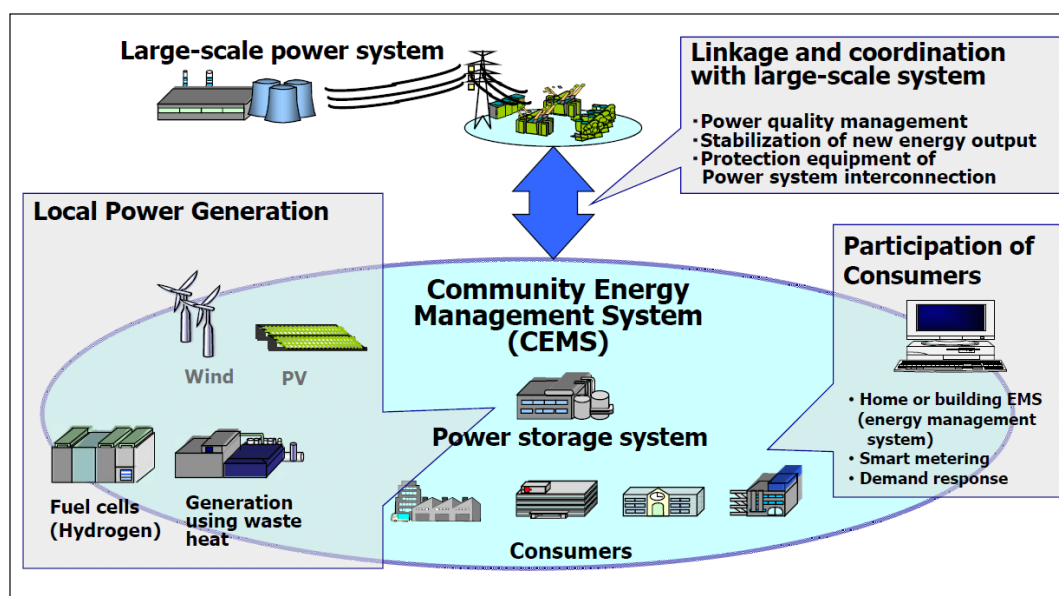 Large-scale power system
Linkage and coordination
with large-scale system
・Power quality management
・Stabilization of new energy output
・Protection equipment of
Power system interconnection
Local Power Generation
Wind
PV
Fuel cells
(Hydrogen)
Generation
using waste
heat
Community Energy
Management System
(CEMS)
Power storage system
Consumers
Participation of
Consumers
• Home or building EMS
(energy management
system)
• Smart metering
• Demand response